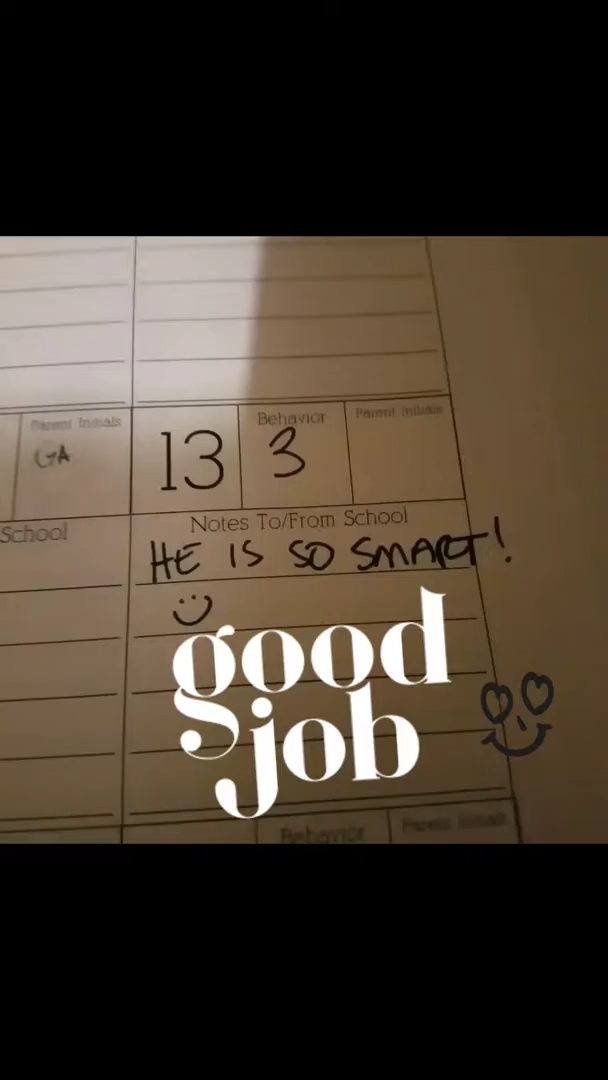 Parent Initials
GA
13
Behavior
3
Parent Initials
School
Notes To/From School
HE IS SO SMART!
good
job
Behavior
Parent Initials